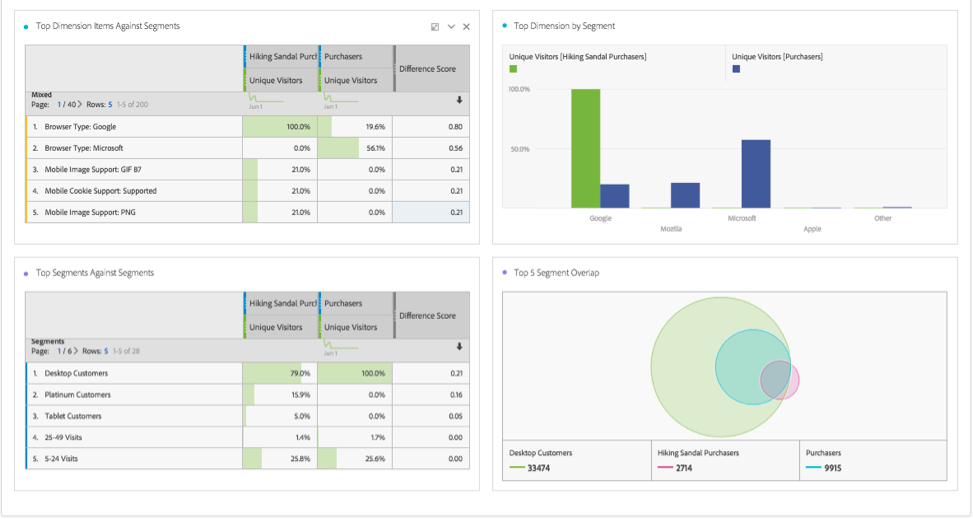 Top Dimension Items Against Segments
Hiking Sandal Purch Purchasers Difference Score
Unique Visitors Unique Visitors
Mixed
Page: 1 / 40 > Rows: 5 1-5 of 200
Jun 1 Jun 1
1. Browser Type: Google 100.0% 19.6% 0.80
2. Browser Type: Microsoft 0.0% 56.1% 0.56
3. Mobile Image Support: GIF 87 21.0% 0.0% 0.21
4. Mobile Cookie Support: Supported 21.0% 0.0% 0.21
5. Mobile Image Support: PNG 21.0% 0.0% 0.21
Top Dimension by Segment
Unique Visitors [Hiking Sandal Purchasers] Unique Visitors [Purchasers]
100.0%
50.0%
Google Microsoft Other
Mozilla Apple
Top Segments Against Segments
Hiking Sandal Purch Purchasers Difference Score
Unique Visitors Unique Visitors
Segments
Page: 1 / 6 > Rows: 5 1-5 of 28
Jun 1
1. Desktop Customers 79.0% 100.0% 0.21
2. Platinum Customers 15.9% 0.0% 0.16
3. Tablet Customers 5.0% 0.0% 0.05
4. 25-49 Visits 1.4% 1.7% 0.00
5. 5-24 Visits 25.8% 25.6% 0.00
Top 5 Segment Overlap
Desktop Customers Hiking Sandal Purchasers Purchasers
33474 2714 9915